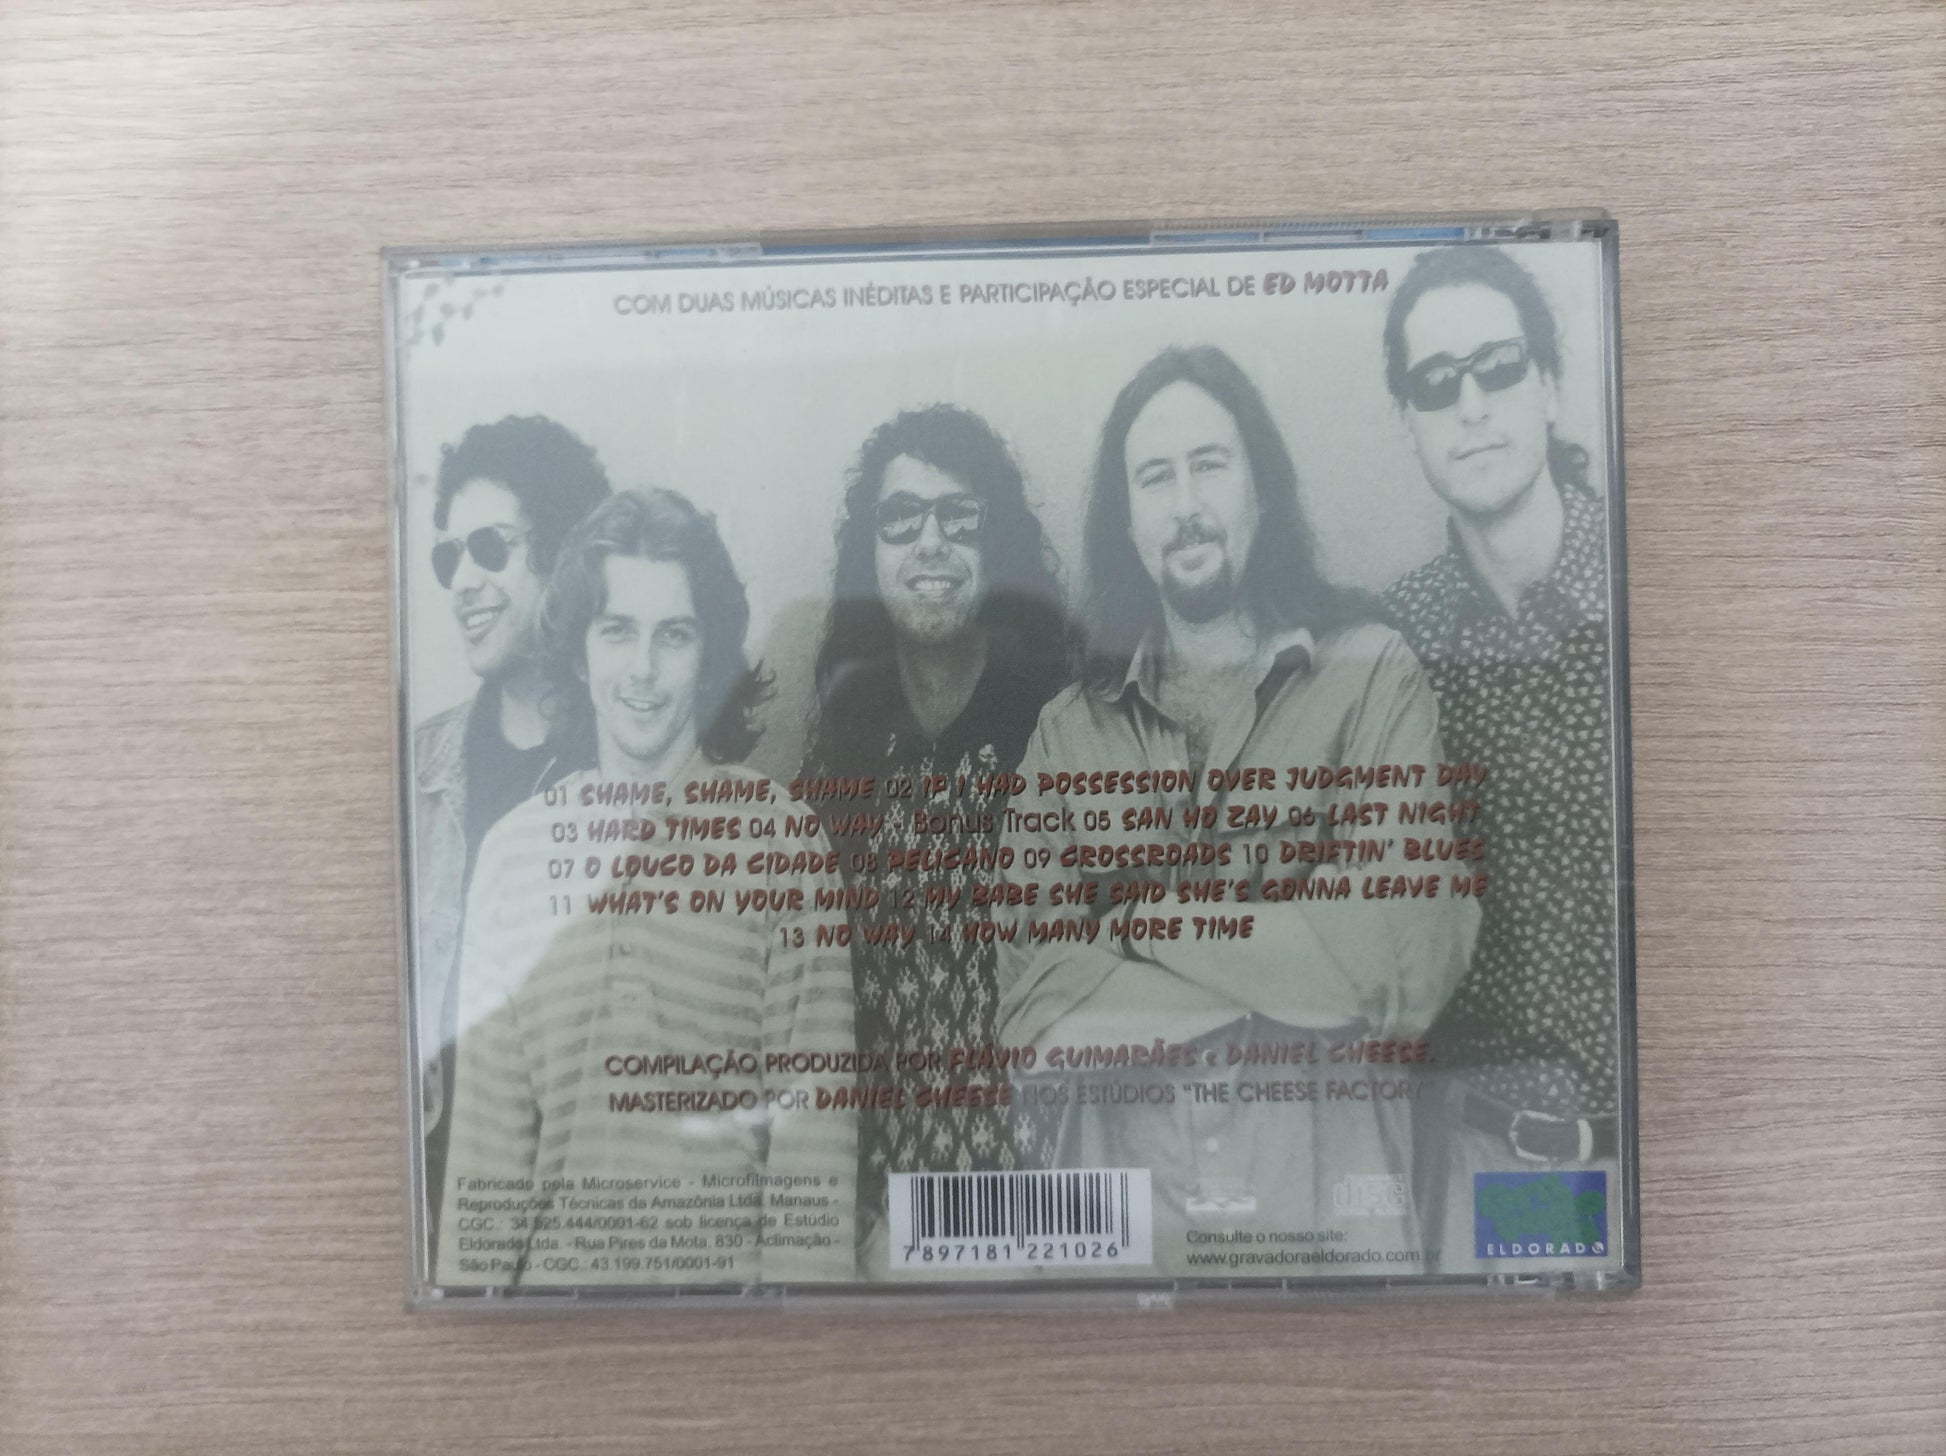 COM DUAS MÚSICAS INÉDITAS E PARTICIPAÇÃO ESPECIAL DE ED MOTTA
01 SHAME, SHAME, SHAME 02 IF I HAD POSSESSION OVER JUDGMENT DAY
03 HARD TIMES 04 NO WAY - Bonus Track 05 SAN HO ZAY 06 LAST NIGHT
07 O LOUCO DA CIDADE 08 PELICANO 09 CROSSROADS 10 DRIFTIN' BLUES
11 WHAT'S ON YOUR MIND 12 MY BABE SHE SAID SHE'S GONNA LEAVE ME
13 NO WAY 14 HOW MANY MORE TIME
COMPILAÇÃO PRODUZIDA POR FLÁVIO GUIMARÃES e DANIEL CHEESE.
MASTERIZADO POR DANIEL CHEESE NOS ESTÚDIOS "THE CHEESE FACTORY"
Fabricado pela Microservice - Microfilmagens e
Reproduções Técnicas da Amazônia Ltda. Manaus -
CGC.: 34.525.444/0001-62 sob licença de Estúdio
Eldorado Ltda. - Rua Pires da Mota, 830 - Aclimação -
São Paulo - CGC.: 43.199.751/0001-91
7 897181 221026
Consulte o nosso site:
www.gravadoraeldorado.com.br
ELDORADO